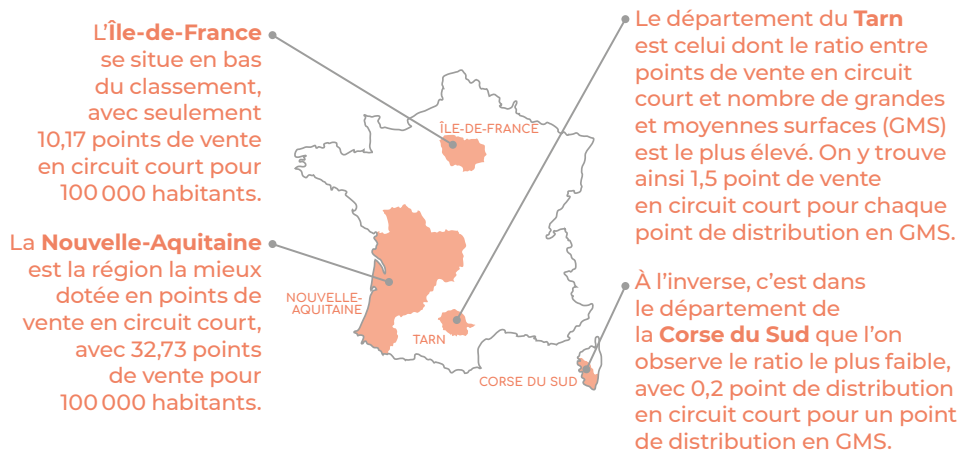 L’Île-de-France
se situe en bas
du classement,
avec seulement
10,17 points de vente
en circuit court pour
100 000 habitants.
La Nouvelle-Aquitaine
est la région la mieux
dotée en points de
vente en circuit court,
avec 32,73 points
de vente pour
100 000 habitants.
ÎLE-DE-FRANCE
NOUVELLE-
AQUITAINE
TARN
CORSE DU SUD
Le département du Tarn
est celui dont le ratio entre
points de vente en circuit
court et nombre de grandes
et moyennes surfaces (GMS)
est le plus élevé. On y trouve
ainsi 1,5 point de vente
en circuit court pour chaque
point de distribution en GMS.
À l’inverse, c’est dans
le département de
la Corse du Sud que l’on
observe le ratio le plus faible,
avec 0,2 point de distribution
en circuit court pour un point
de distribution en GMS.